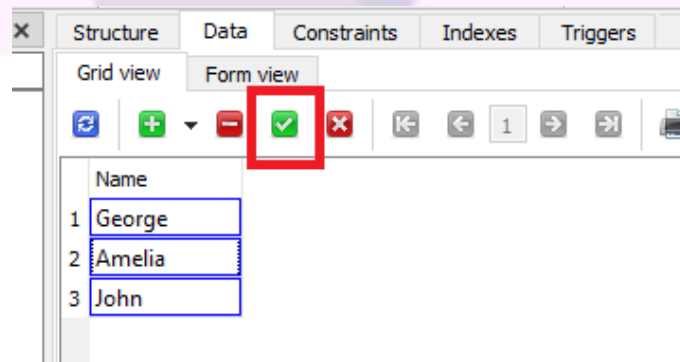 Structure Data Constraints Indexes Triggers
Grid view Form view
1
Name
1 George
2 Amelia
3 John